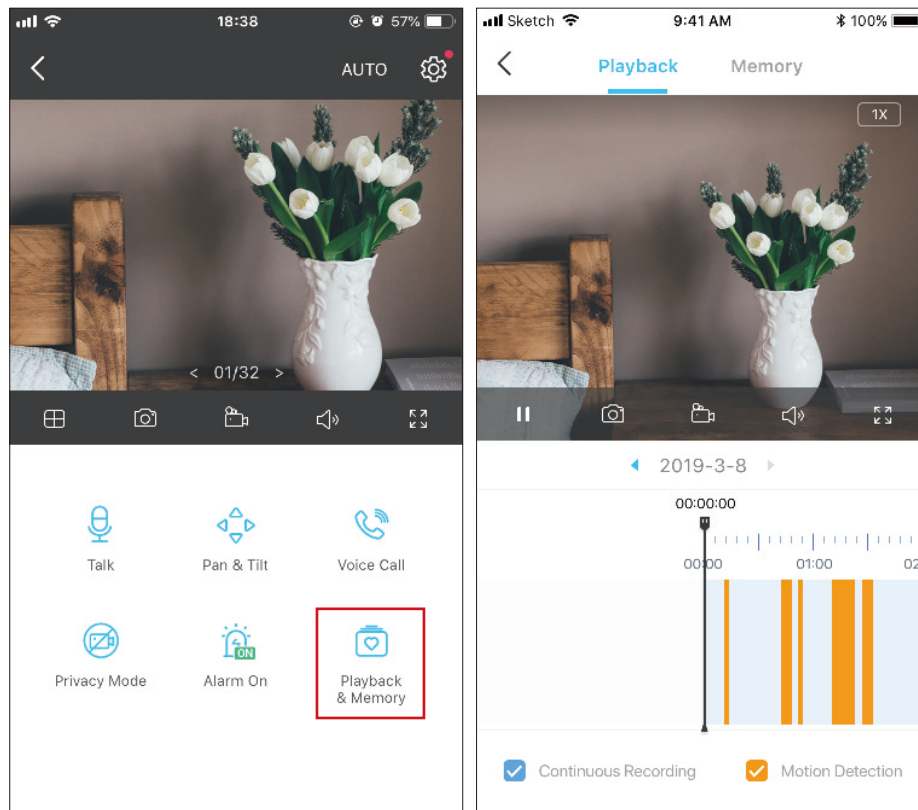 18:38
57%
AUTO
< 01/32 >
Talk
Pan & Tilt
Voice Call
Privacy Mode
ON
Alarm On
Playback
& Memory
Sketch
9:41 AM
100%
Playback
Memory
1X
2019-3-8
00:00:00
00:00
01:00
02
Continuous Recording
Motion Detection